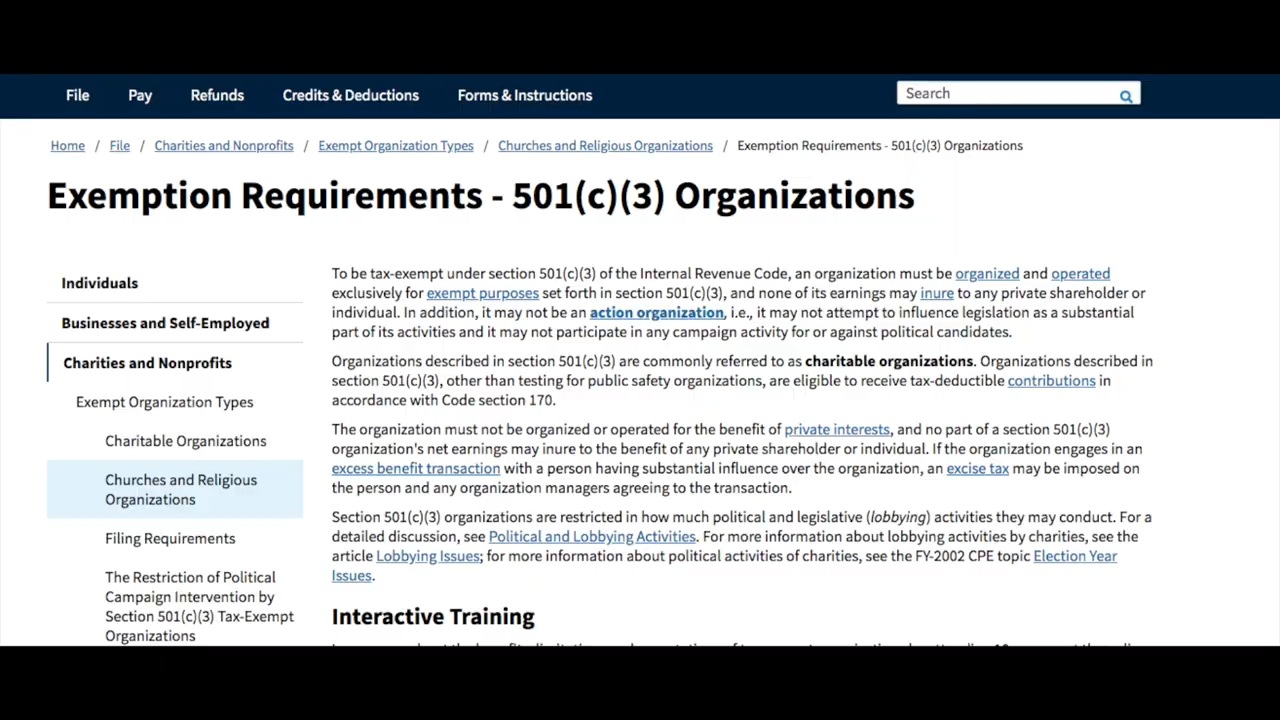 File Pay Refunds Credits & Deductions Forms & Instructions Search
Home / File / Charities and Nonprofits / Exempt Organization Types / Churches and Religious Organizations / Exemption Requirements - 501(c)(3) Organizations
Exemption Requirements - 501(c)(3) Organizations
Individuals
Businesses and Self-Employed
Charities and Nonprofits
Exempt Organization Types
Charitable Organizations
Churches and Religious
Organizations
Filing Requirements
The Restriction of Political
Campaign Intervention by
Section 501(c)(3) Tax-Exempt
Organizations
To be tax-exempt under section 501(c)(3) of the Internal Revenue Code, an organization must be organized and operated
exclusively for exempt purposes set forth in section 501(c)(3), and none of its earnings may inure to any private shareholder or
individual. In addition, it may not be an action organization, i.e., it may not attempt to influence legislation as a substantial
part of its activities and it may not participate in any campaign activity for or against political candidates.
Organizations described in section 501(c)(3) are commonly referred to as charitable organizations. Organizations described in
section 501(c)(3), other than testing for public safety organizations, are eligible to receive tax-deductible contributions in
accordance with Code section 170.
The organization must not be organized or operated for the benefit of private interests, and no part of a section 501(c)(3)
organization's net earnings may inure to the benefit of any private shareholder or individual. If the organization engages in an
excess benefit transaction with a person having substantial influence over the organization, an excise tax may be imposed on
the person and any organization managers agreeing to the transaction.
Section 501(c)(3) organizations are restricted in how much political and legislative (lobbying) activities they may conduct. For a
detailed discussion, see Political and Lobbying Activities. For more information about lobbying activities by charities, see the
article Lobbying Issues; for more information about political activities of charities, see the FY-2002 CPE topic Election Year
Issues.
Interactive Training